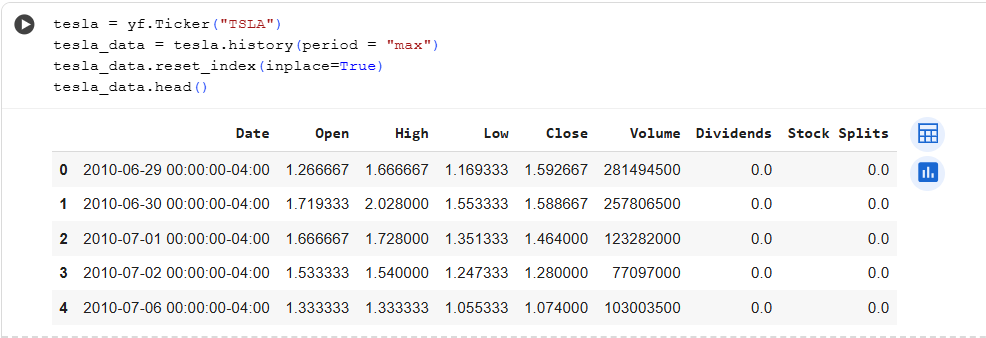 tesla = yf.Ticker("TSLA")
tesla_data = tesla.history(period = "max")
tesla_data.reset_index(inplace=True)
tesla_data.head()
Date Open High Low Close Volume Dividends Stock Splits
0 2010-06-29 00:00:00-04:00 1.266667 1.666667 1.169333 1.592667 281494500 0.0 0.0
1 2010-06-30 00:00:00-04:00 1.719333 2.028000 1.553333 1.588667 257806500 0.0 0.0
2 2010-07-01 00:00:00-04:00 1.666667 1.728000 1.351333 1.464000 123282000 0.0 0.0
3 2010-07-02 00:00:00-04:00 1.533333 1.540000 1.247333 1.280000 77097000 0.0 0.0
4 2010-07-06 00:00:00-04:00 1.333333 1.333333 1.055333 1.074000 103003500 0.0 0.0